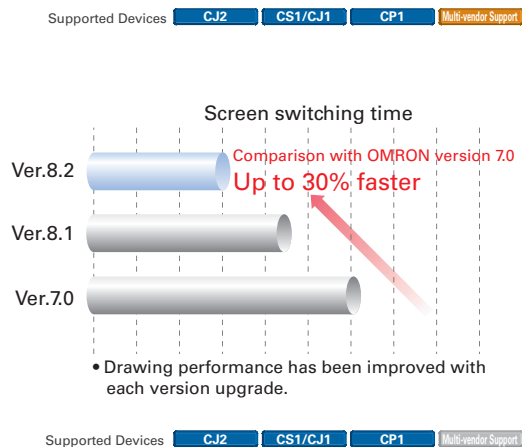 Supported Devices CJ2 CS1/CJ1 CP1 Multi-vendor Support
Screen switching time
Ver.8.2
Comparison with OMRON version 7.0
Up to 30% faster
Ver.8.1
Ver.7.0
• Drawing performance has been improved with
each version upgrade.
Supported Devices CJ2 CS1/CJ1 CP1 Multi-vendor Support